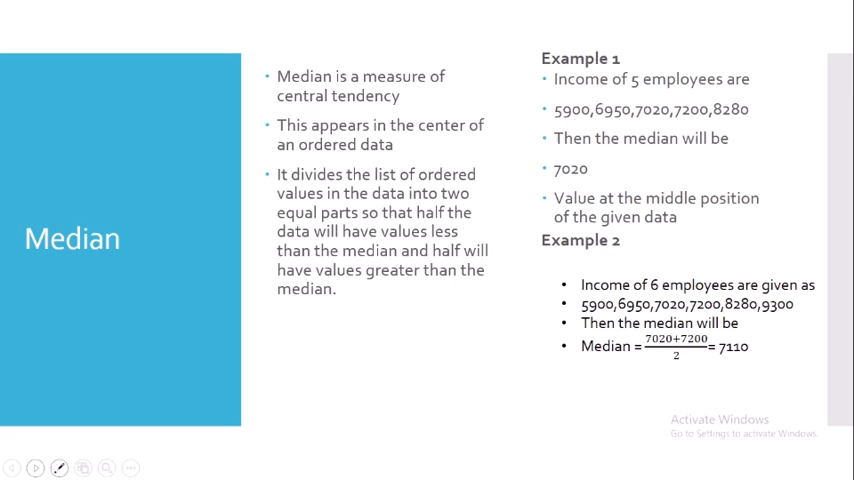 Median
• Median is a measure of
central tendency
• This appears in the center of
an ordered data
• It divides the list of ordered
values in the data into two
equal parts so that half the
data will have values less
than the median and half will
have values greater than the
median.
Example 1
• Income of 5 employees are
• 5900,6950,7020,7200,8280
• Then the median will be
• 7020
• Value at the middle position
of the given data
Example 2
• Income of 6 employees are given as
• 5900,6950,7020,7200,8280,9300
• Then the median will be
• Median = \frac{7020+7200}{2} = 7110
Activate Windows
Go to Settings to activate Windows.